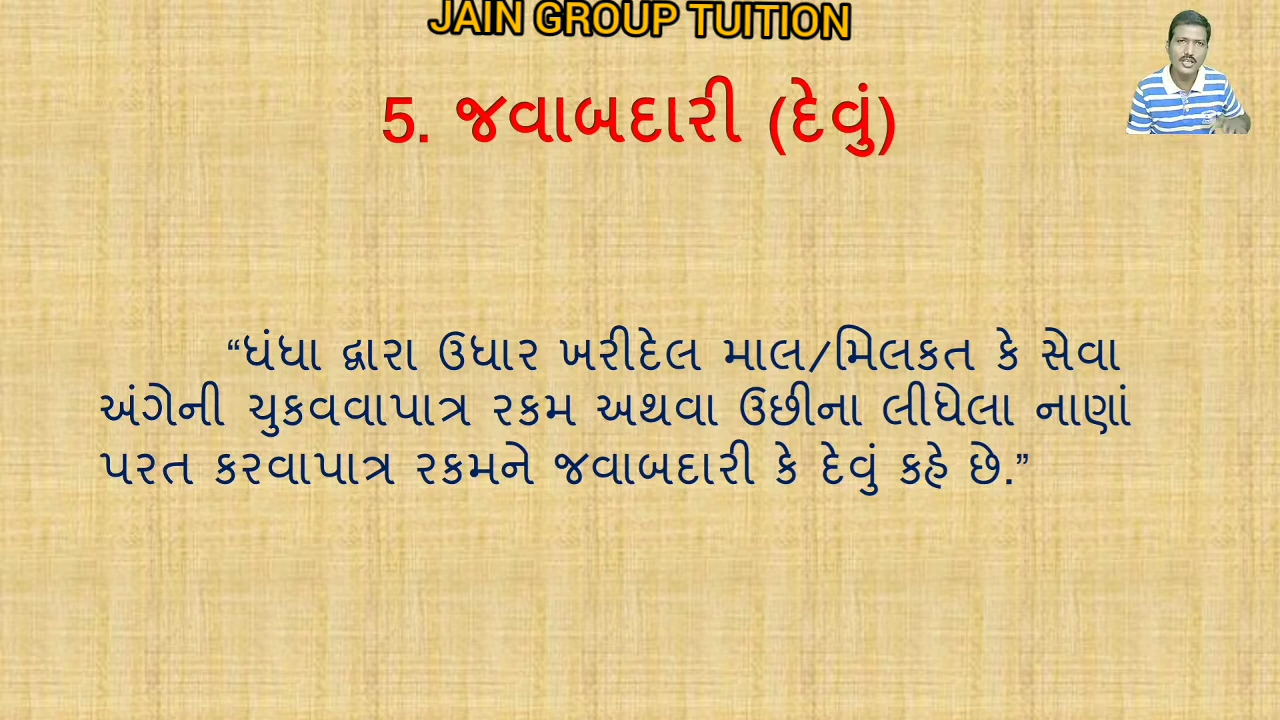 JAIN GROUP TUITION
5. જવાબદારી (દેવું)
“ધંધા દ્વારા ઉધાર ખરીદેલ માલ/મિલકત કે સેવા
અંગેની ચુકવવાપાત્ર રકમ અથવા ઉછીના લીધેલા નાણાં
પરત કરવાપાત્ર રકમને જવાબદારી કે દેવું કહે છે.”